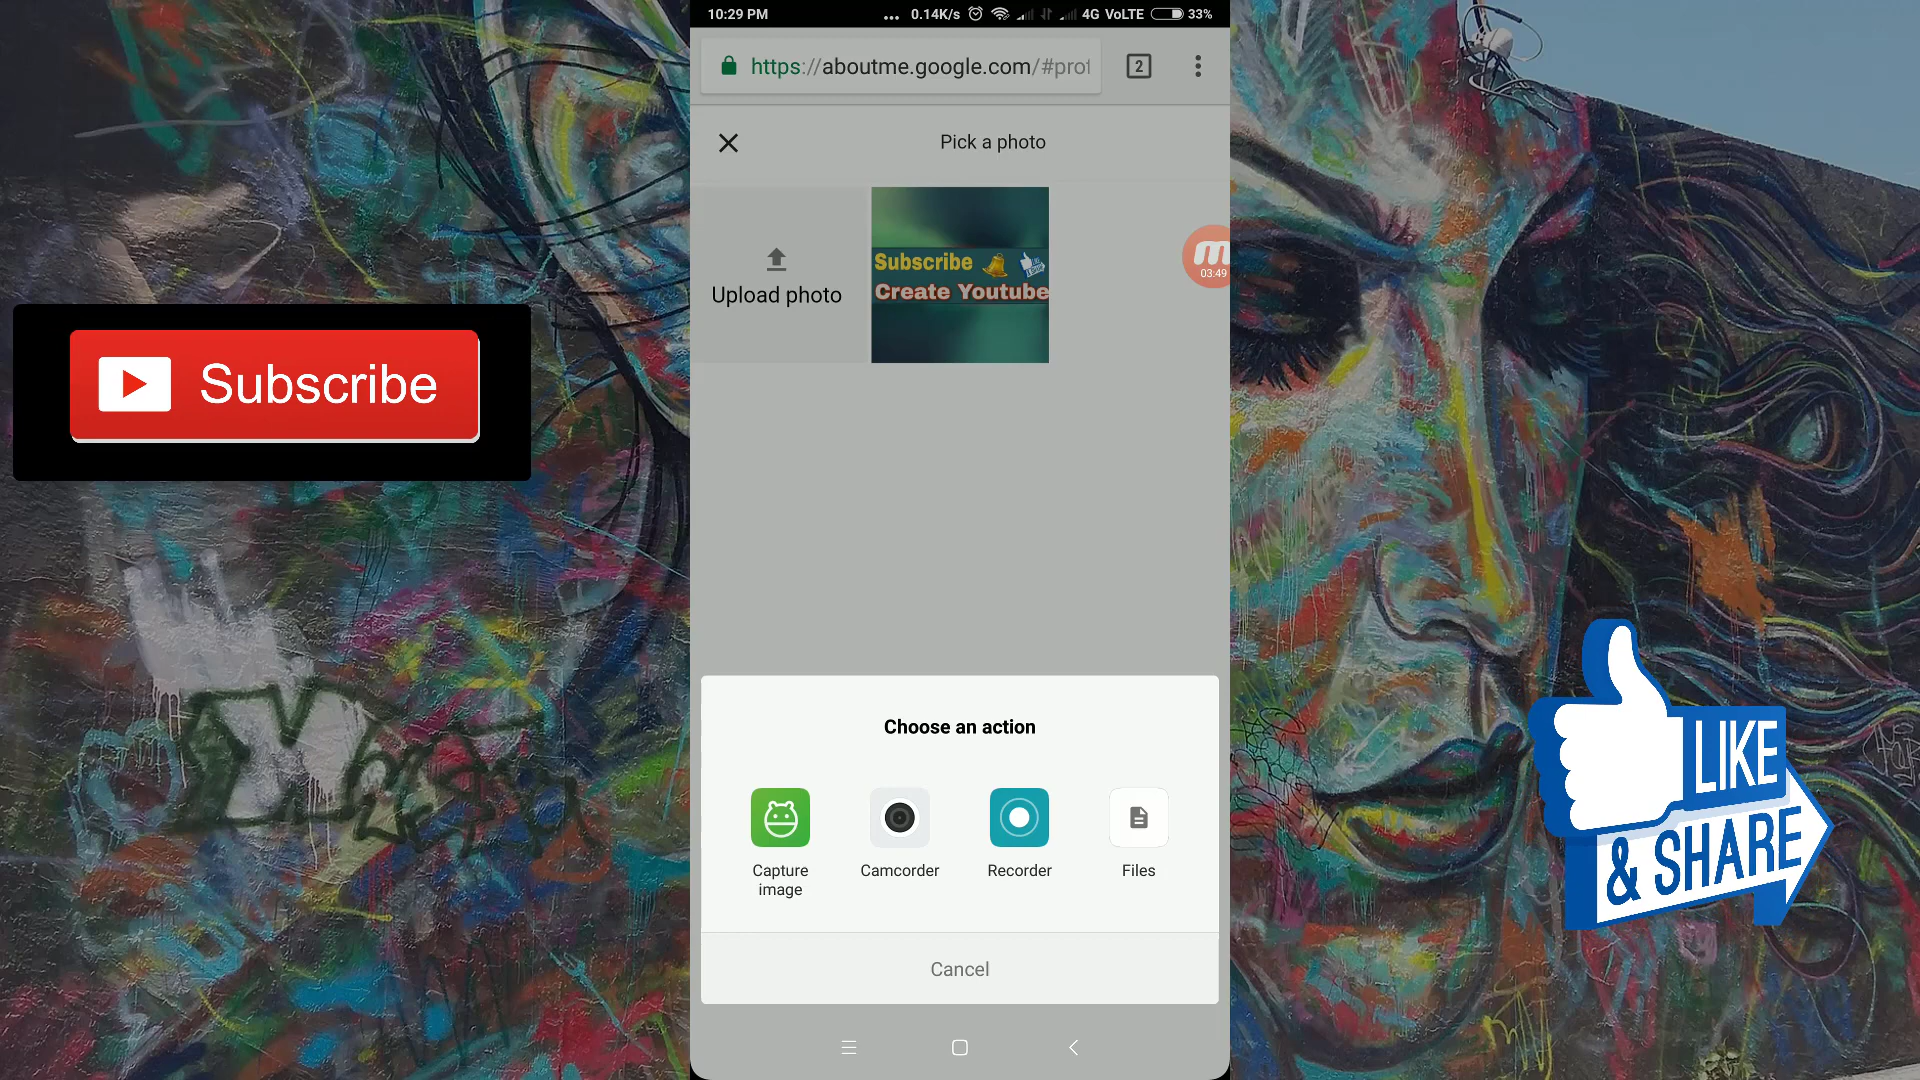 10:29 PM ... 0.14K/s 4G VoLTE 33%
https://aboutme.google.com/#prof
2
Pick a photo
Upload photo
Subscribe
Create Youtube
03:49
Subscribe
Choose an action
Capture image
Camcorder
Recorder
Files
Cancel
LIKE
& SHARE